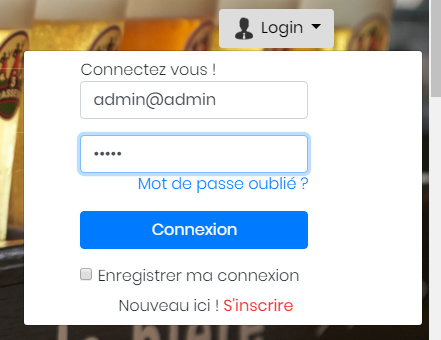 Login
Connectez vous !
admin@admin
•••••
Mot de passe oublié ?
Connexion
Enregistrer ma connexion
Nouveau ici ! S'inscrire